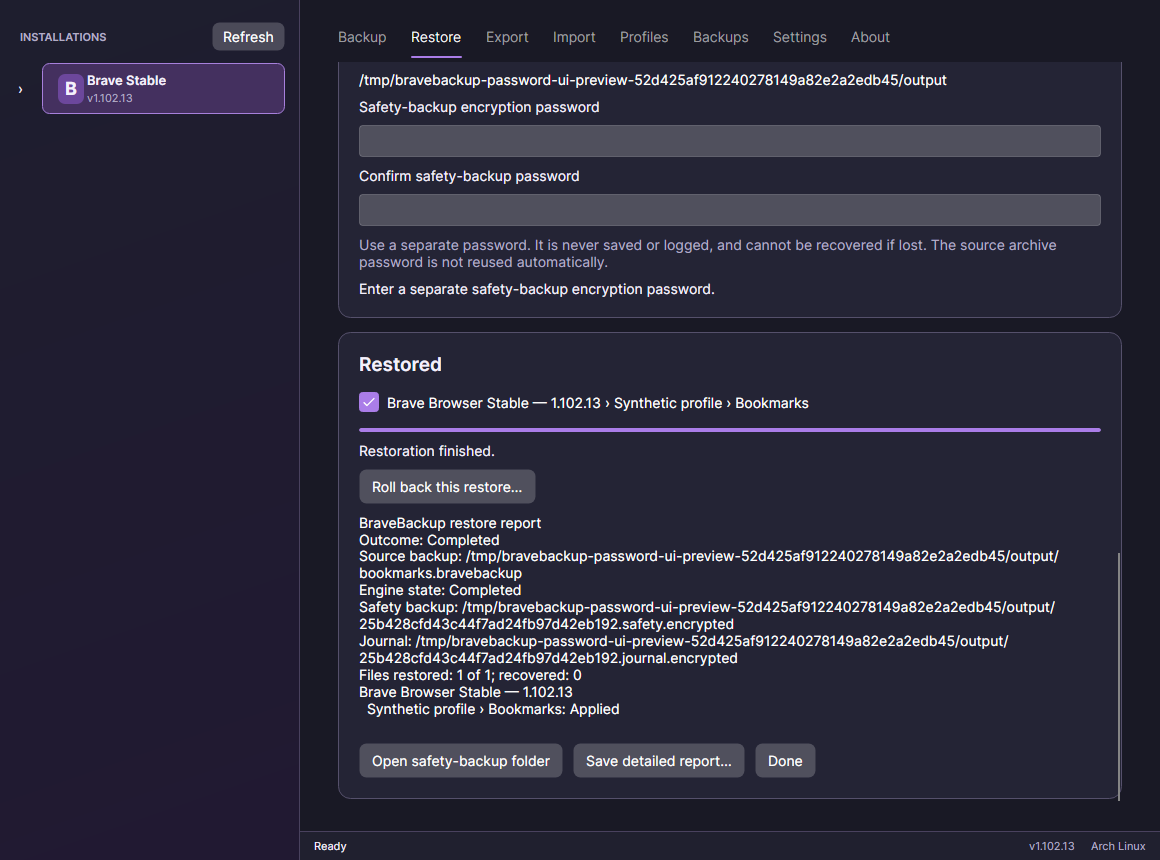 INSTALLATIONS
Refresh
›
B
Brave Stable
v1.102.13
Backup
Restore
Export
Import
Profiles
Backups
Settings
About
/tmp/bravebackup-password-ui-preview-52d425af912240278149a82e2a2edb45/output
Safety-backup encryption password
Confirm safety-backup password
Use a separate password. It is never saved or logged, and cannot be recovered if lost. The source archive
password is not reused automatically.
Enter a separate safety-backup encryption password.
Restored
Brave Browser Stable — 1.102.13 › Synthetic profile › Bookmarks
Restoration finished.
Roll back this restore...
BraveBackup restore report
Outcome: Completed
Source backup: /tmp/bravebackup-password-ui-preview-52d425af912240278149a82e2a2edb45/output/
bookmarks.bravebackup
Engine state: Completed
Safety backup: /tmp/bravebackup-password-ui-preview-52d425af912240278149a82e2a2edb45/output/
25b428cfd43c44f7ad24fb97d42eb192.safety.encrypted
Journal: /tmp/bravebackup-password-ui-preview-52d425af912240278149a82e2a2edb45/output/
25b428cfd43c44f7ad24fb97d42eb192.journal.encrypted
Files restored: 1 of 1; recovered: 0
Brave Browser Stable — 1.102.13
Synthetic profile › Bookmarks: Applied
Open safety-backup folder
Save detailed report...
Done
Ready
v1.102.13
Arch Linux